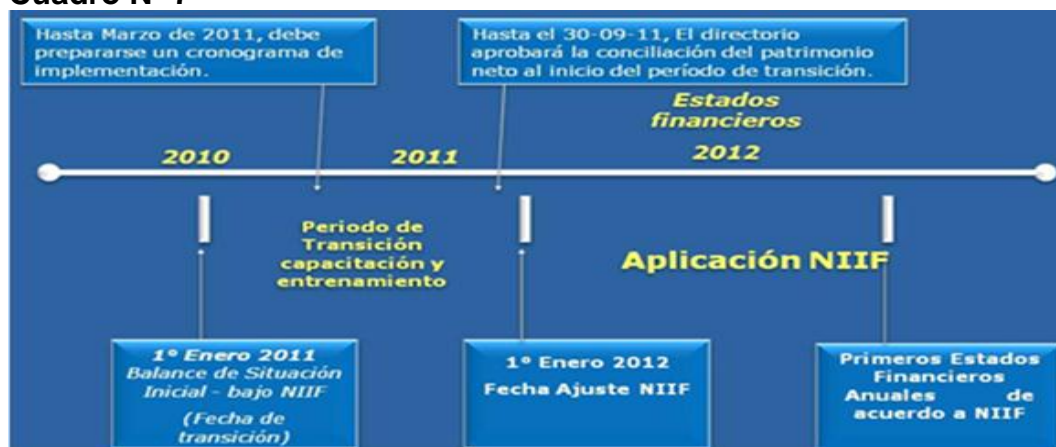 Hasta Marzo de 2011, debe
prepararse un cronograma de
implementación.
Hasta el 30-09-11, El directorio
aprobará la conciliación del patrimonio
neto al inicio del período de transición.
Estados
financieros
2010
2011
2012
Periodo de
Transición
capacitación y
entrenamiento
Aplicación NIIF
1º Enero 2011
Balance de Situación
Inicial - bajo NIIF
(Fecha de
transición)
1º Enero 2012
Fecha Ajuste NIIF
Primeros Estados
Financieros
Anuales de
acuerdo a NIIF